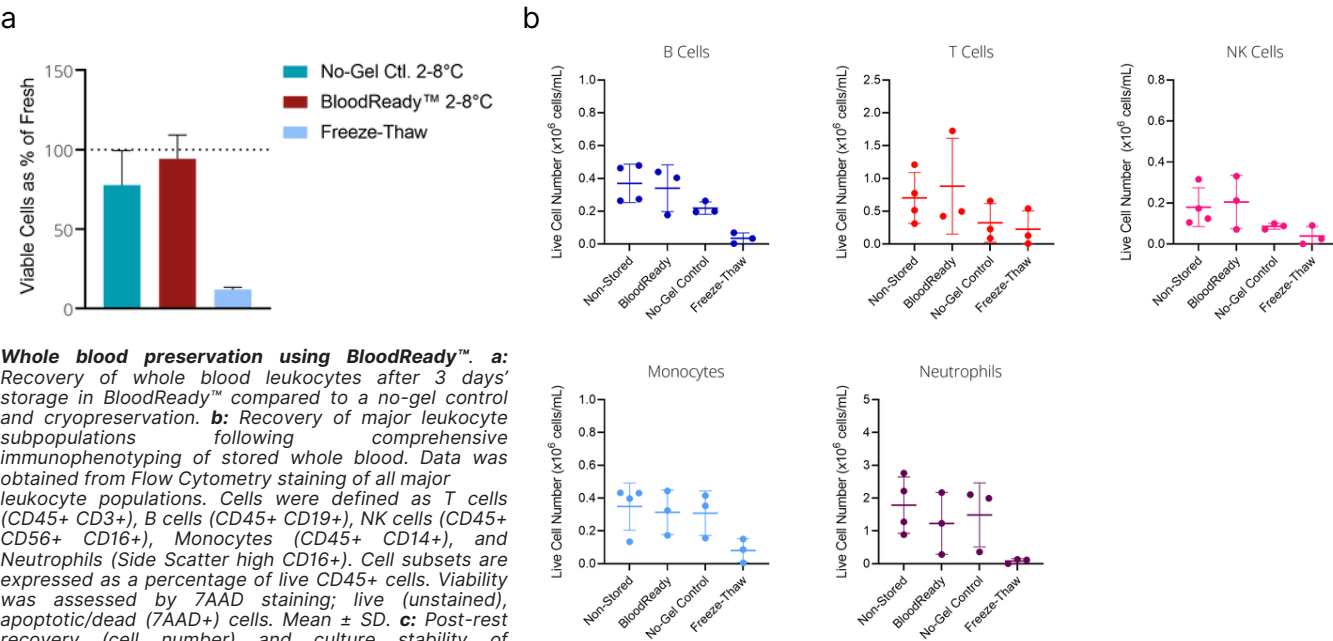 a
150
100
50
0
Viable Cells as % of Fresh
No-Gel Ctl. 2-8°C
BloodReady™ 2-8°C
Freeze-Thaw
Whole blood preservation using BloodReady™. a:
Recovery of whole blood leukocytes after 3 days’
storage in BloodReady™ compared to a no-gel control
and cryopreservation. b: Recovery of major leukocyte
subpopulations following comprehensive
immunophenotyping of stored whole blood. Data was
obtained from Flow Cytometry staining of all major
leukocyte populations. Cells were defined as T cells
(CD45+ CD3+), B cells (CD45+ CD19+), NK cells (CD45+
CD56+ CD16+), Monocytes (CD45+ CD14+), and
Neutrophils (Side Scatter high CD16+). Cell subsets are
expressed as a percentage of live CD45+ cells. Viability
was assessed by 7AAD staining; live (unstained),
apoptotic/dead (7AAD+) cells. Mean ± SD. c: Post-rest
recovery (cell number) and culture stability of
b
B Cells
Live Cell Number (x10⁶ cells/mL)
1.0
0.8
0.6
0.4
0.2
0.0
Non-Stored
BloodReady
No-Gel Control
Freeze-Thaw
T Cells
Live Cell Number (x10⁶ cells/mL)
2.5
2.0
1.5
1.0
0.5
0.0
Non-Stored
BloodReady
No-Gel Control
Freeze-Thaw
NK Cells
Live Cell Number (x10⁶ cells/mL)
0.8
0.6
0.4
0.2
0.0
Non-Stored
BloodReady
No-Gel Control
Freeze-Thaw
Monocytes
Live Cell Number (x10⁶ cells/mL)
1.0
0.8
0.6
0.4
0.2
0.0
Non-Stored
BloodReady
No-Gel Control
Freeze-Thaw
Neutrophils
Live Cell Number (x10⁶ cells/mL)
5
4
3
2
1
0
Non-Stored
BloodReady
No-Gel Control
Freeze-Thaw